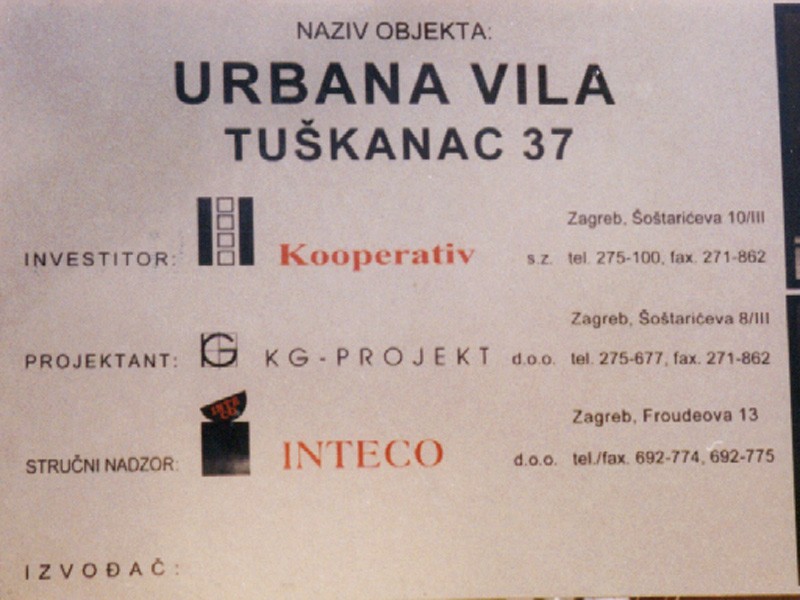 NAZIV OBJEKTA:
URBANA VILA
TUŠKANAC 37
INVESTITOR: Kooperativ s.z. Zagreb, Šoštarićeva 10/III
tel. 275-100, fax. 271-862
PROJEKTANT: KG KG-PROJEKT d.o.o. Zagreb, Šoštarićeva 8/III
tel. 275-677, fax. 271-862
STRUČNI NADZOR: INTECO d.o.o. Zagreb, Froudeova 13
tel./fax. 692-774, 692-775
IZVOĐAČ: